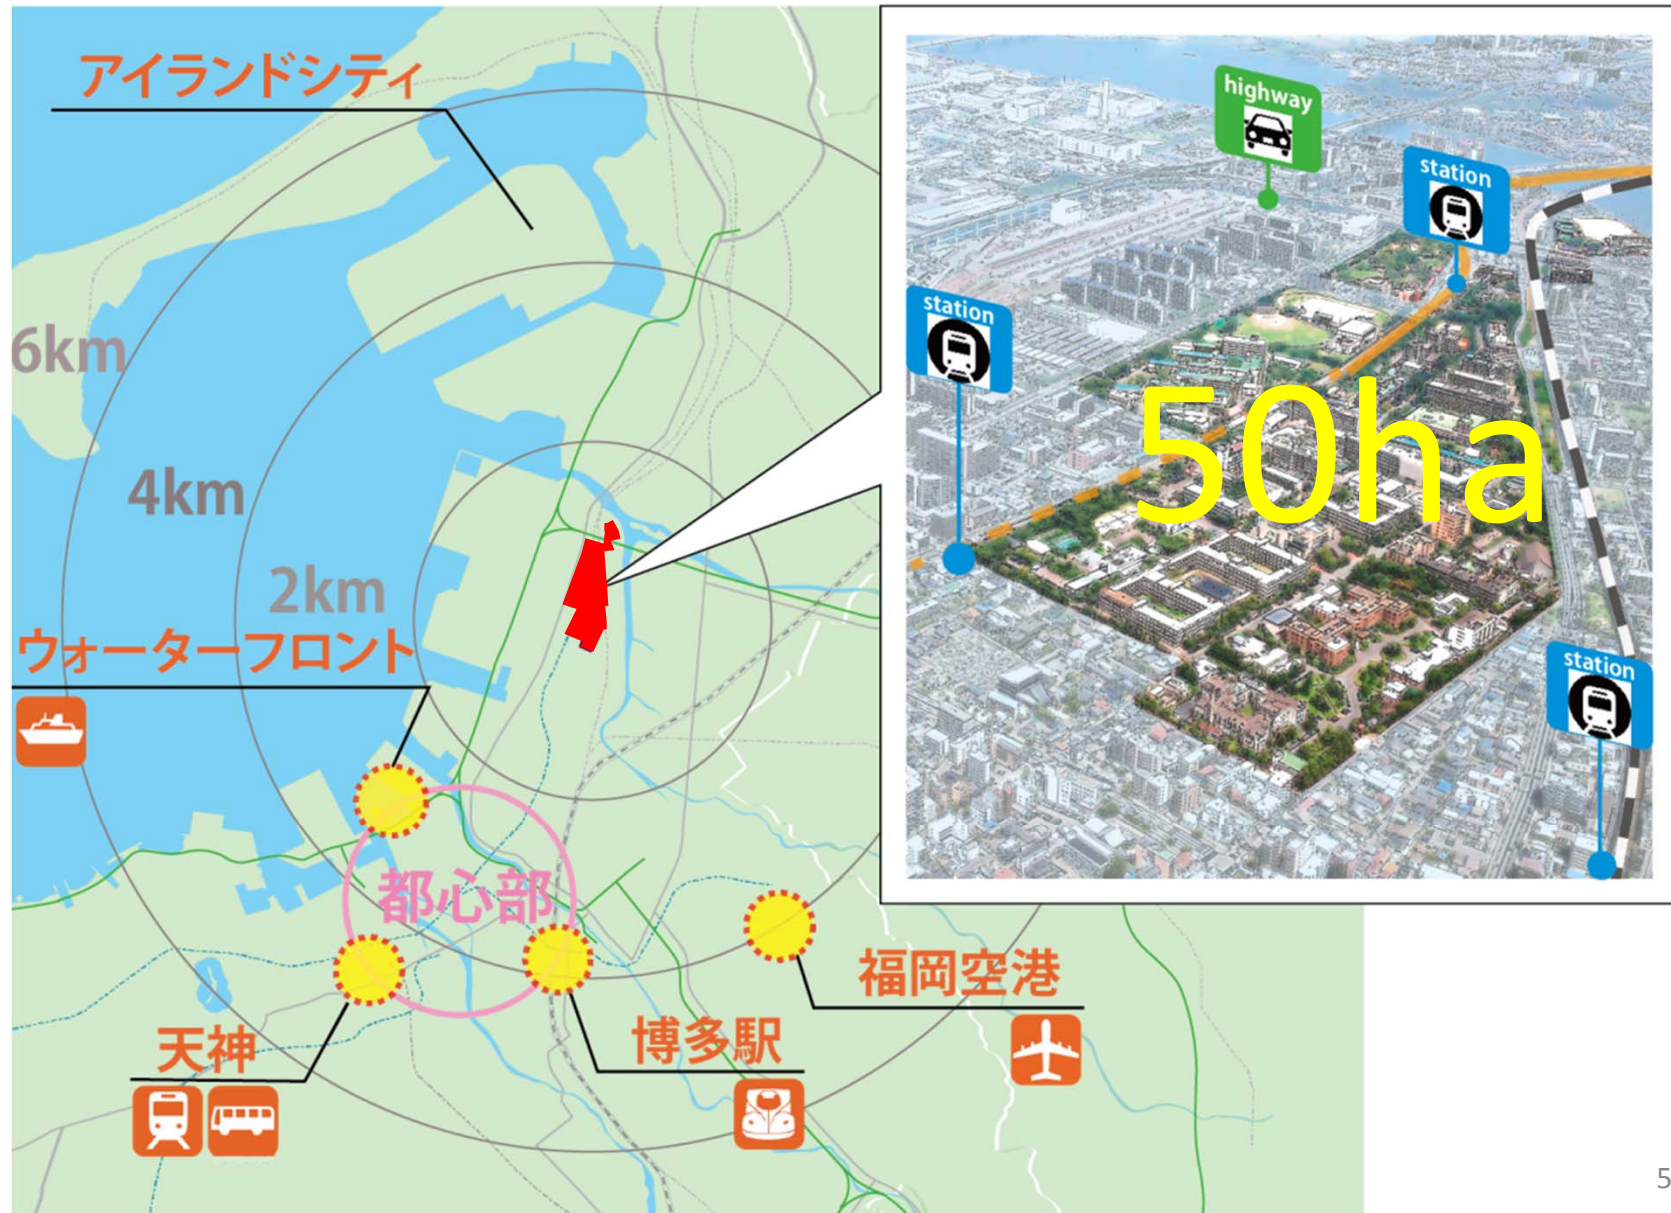 アイランドシティ
6km
4km
2km
ウォーターフロント
都心部
天神
博多駅
福岡空港
highway
station
station
50ha
station
5